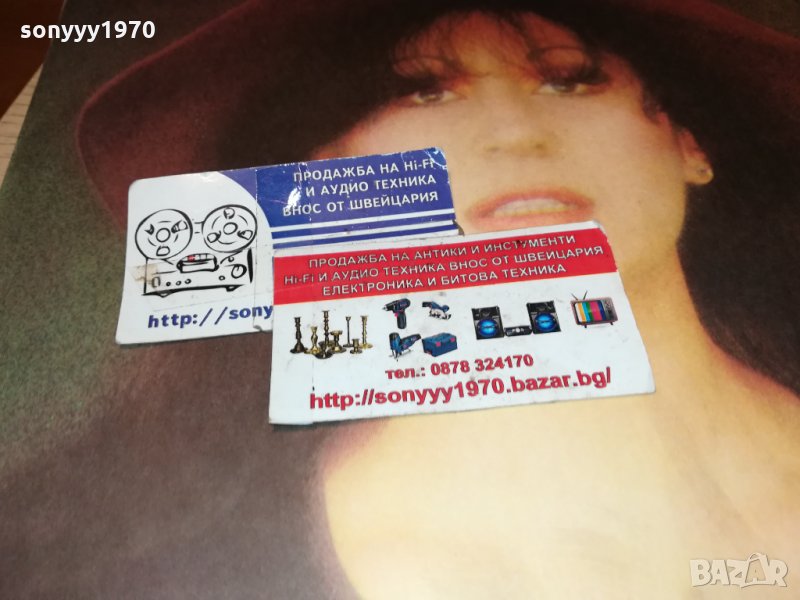 sonyyy1970
ПРОДАЖБА НА Hi-Fi
И АУДИО ТЕХНИКА
ВНОС ОТ ШВЕЙЦАРИЯ
http://sony
ПРОДАЖБА НА АНТИКИ И ИНСТУМЕНТИ
Hi-Fi И АУДИО ТЕХНИКА ВНОС ОТ ШВЕЙЦАРИЯ
ЕЛЕКТРОНИКА И БИТОВА ТЕХНИКА
тел.: 0878 324170
http://sonyyy1970.bazar.bg/
BAZAR